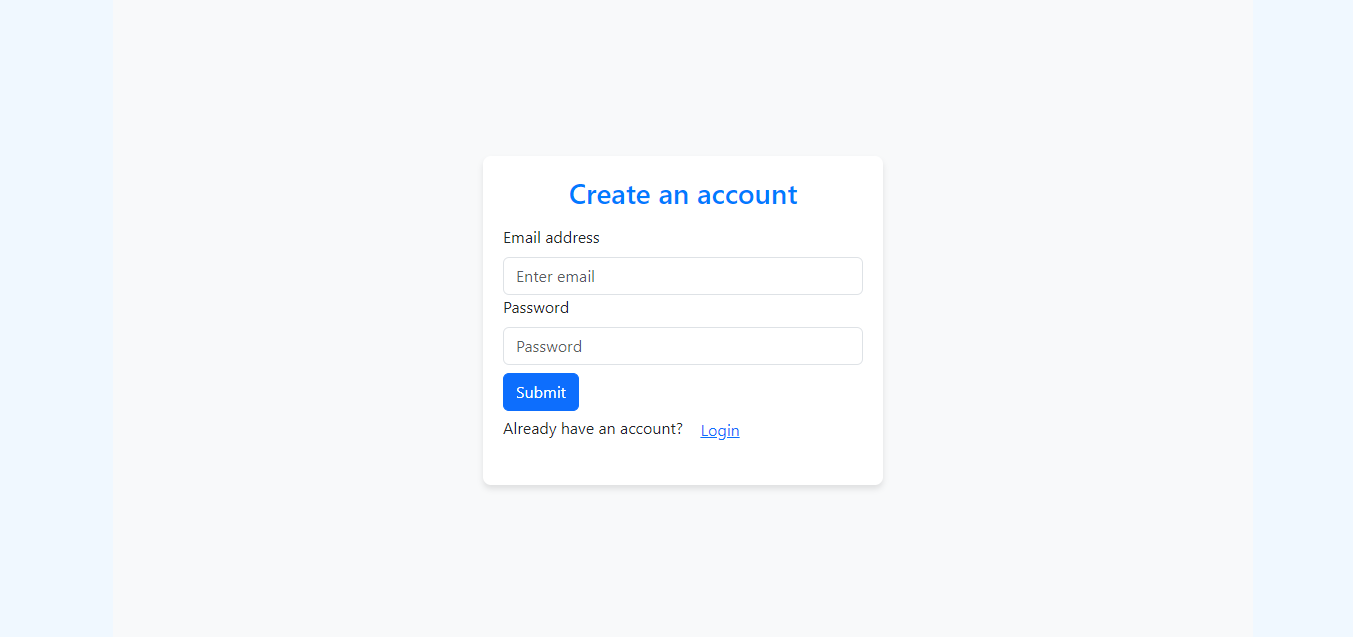 Create an account
Email address
Enter email
Password
Password
Submit
Already have an account? Login